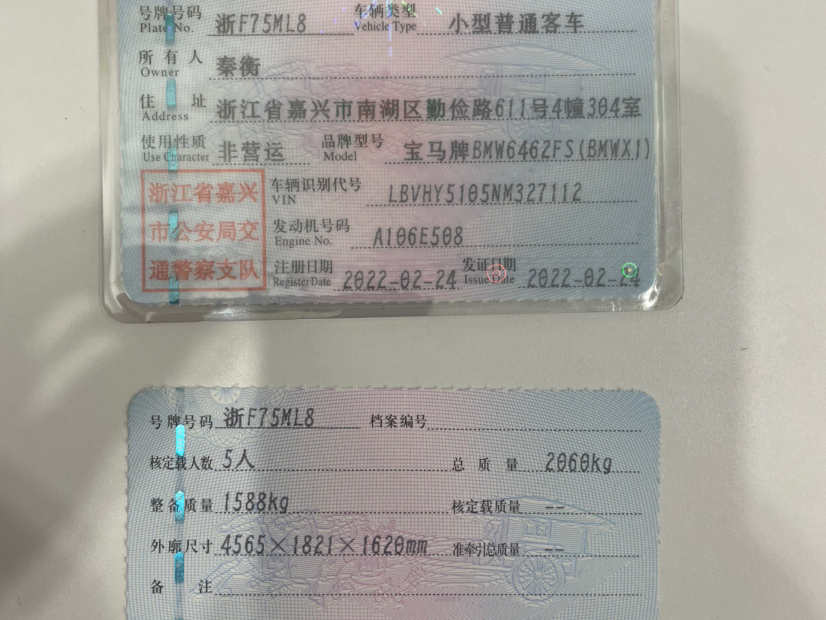 号牌号码 浙F75ML8 车辆类型 小型普通客车
Plate No. Vehicle Type
所有人 秦衡
Owner
住址 浙江省嘉兴市南湖区勤俭路611号4幢304室
Address
使用性质 非营运 品牌型号 宝马牌BMW6462FS(BMWX1)
Use Character Model
浙江省嘉兴 车辆识别代号 LBVHY5105NM327112
VIN
市公安局交 发动机号码 A106E508
Engine No.
通警察支队 注册日期 2022-02-24 发证日期 2022-02-24
Register Date Issue Date
号牌号码 浙F75ML8 档案编号
核定载人数 5人 总质量 2060kg
整备质量 1588kg 核定载质量 --
外廓尺寸 4565×1821×1620mm 准牵引总质量 --
备注